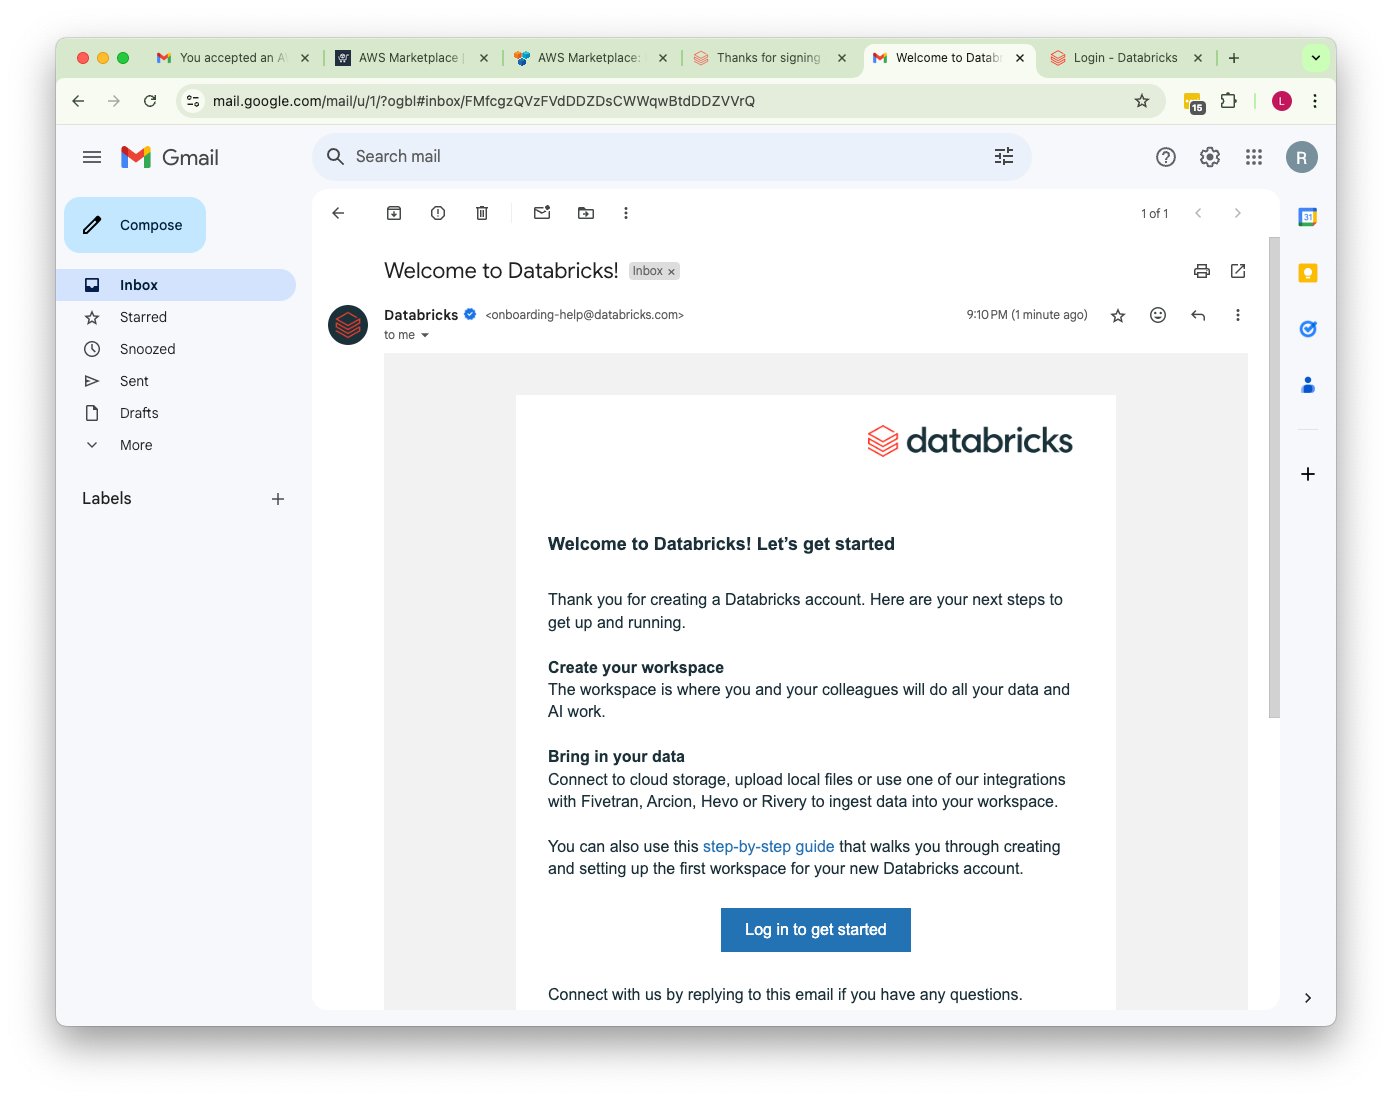 You accepted an A
AWS Marketplace
AWS Marketplace:
Thanks for signing
Welcome to Databr
Login - Databricks
mail.google.com/mail/u/1/?ogbl#inbox/FMfcgzQVzFVdDDZDsCWWqwBtdDDZVVrQ
15
L
Gmail
Search mail
R
Compose
1 of 1
31
Inbox
Starred
Snoozed
Sent
Drafts
More
Labels
Welcome to Databricks!
Inbox x
Databricks <onboarding-help@databricks.com>
9:10 PM (1 minute ago)
to me
databricks
Welcome to Databricks! Let’s get started
Thank you for creating a Databricks account. Here are your next steps to
get up and running.
Create your workspace
The workspace is where you and your colleagues will do all your data and
AI work.
Bring in your data
Connect to cloud storage, upload local files or use one of our integrations
with Fivetran, Arcion, Hevo or Rivery to ingest data into your workspace.
You can also use this step-by-step guide that walks you through creating
and setting up the first workspace for your new Databricks account.
Log in to get started
Connect with us by replying to this email if you have any questions.